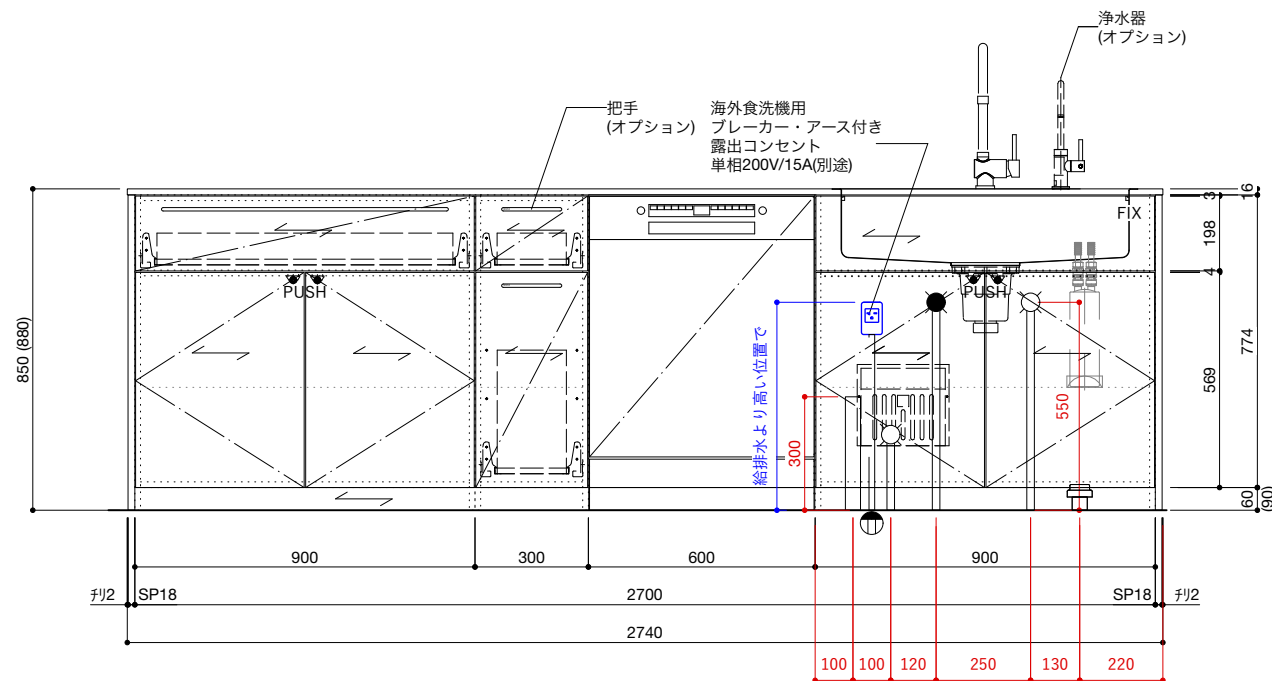 浄水器
(オプション)
把手
(オプション)
海外食洗機用
ブレーカー・アース付き
露出コンセント
単相200V/15A(別途)
FIX
PUSH
PUSH
給排水より高い位置で
300
550
850 (880)
16
3
198
4
569
774
60
(90)
900
300
600
900
ﾁﾘ2
SP18
2700
SP18
ﾁﾘ2
2740
100
100
120
250
130
220